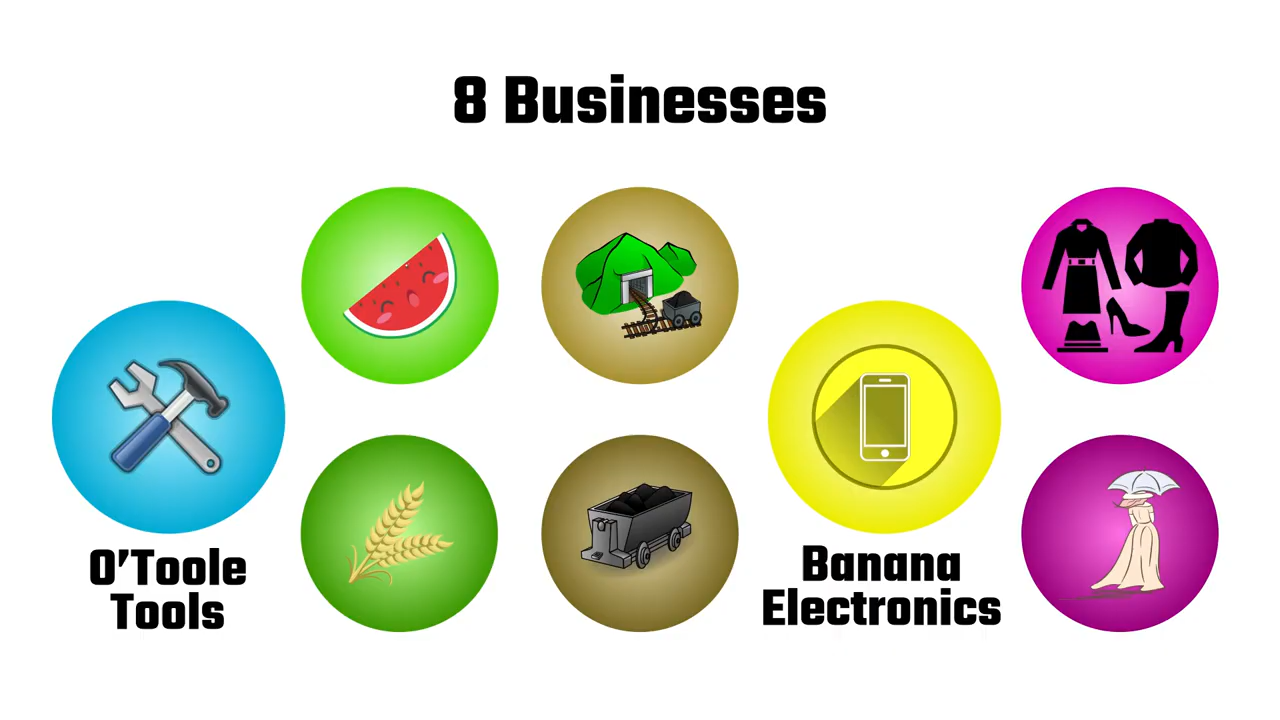 8 Businesses
O'Toole
Tools
Banana
Electronics